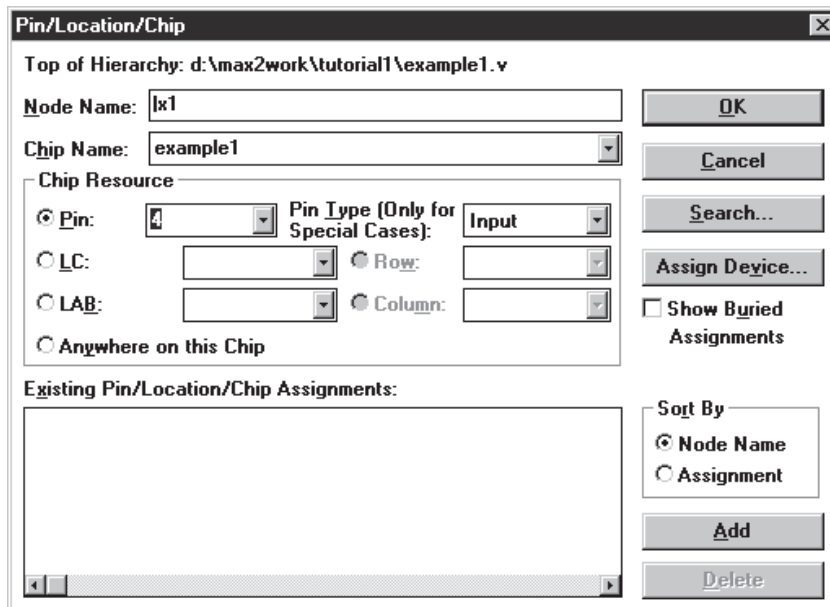 Pin/Location/Chip
Top of Hierarchy: d:\max2work\tutorial1\example1.v
Node Name: |x1
OK
Chip Name: example1
Cancel
Chip Resource
Pin: 4 Pin Type (Only for Special Cases): Input
Search...
LC: Row:
Assign Device...
LAB: Column:
Show Buried Assignments
Anywhere on this Chip
Existing Pin/Location/Chip Assignments:
Sort By
Node Name
Assignment
Add
Delete